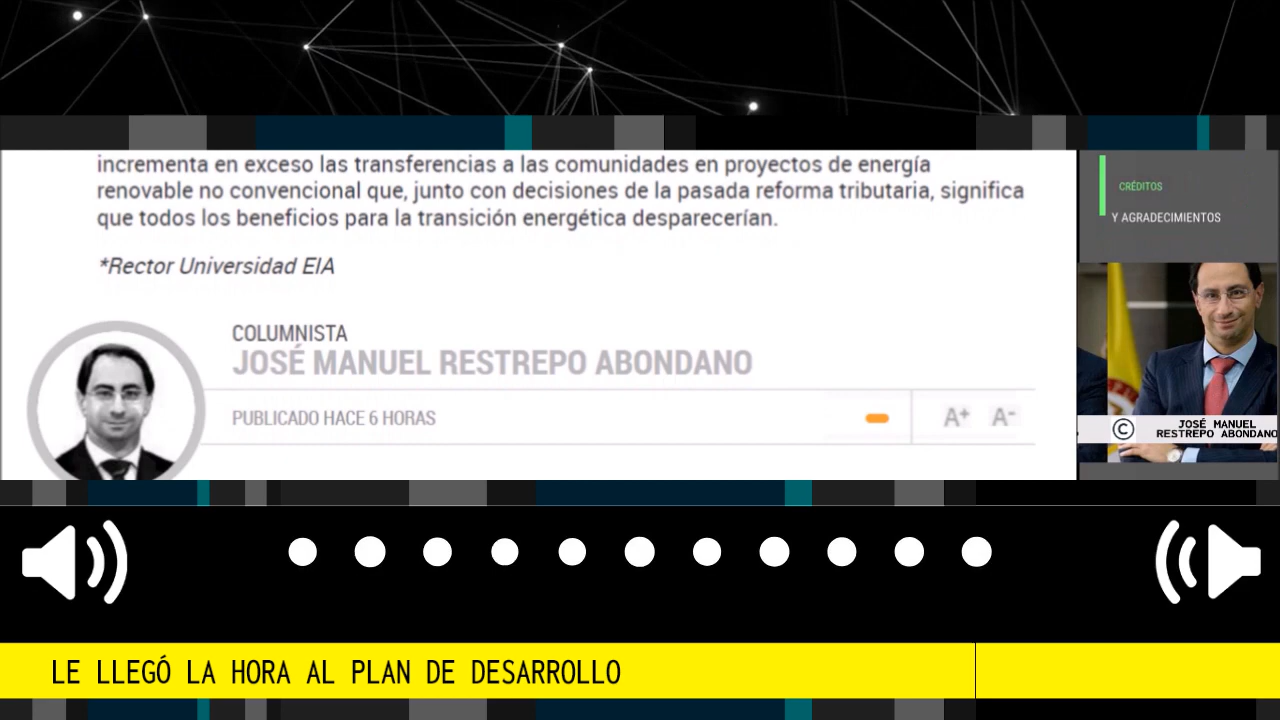 incrementa en exceso las transferencias a las comunidades en proyectos de energía
renovable no convencional que, junto con decisiones de la pasada reforma tributaria, significa
que todos los beneficios para la transición energética desparecerían.
*Rector Universidad EIA
COLUMNISTA
JOSÉ MANUEL RESTREPO ABONDANO
PUBLICADO HACE 6 HORAS
A+ A-
CRÉDITOS
Y AGRADECIMIENTOS
© JOSÉ MANUEL
RESTREPO ABONDANO
LE LLEGÓ LA HORA AL PLAN DE DESARROLLO